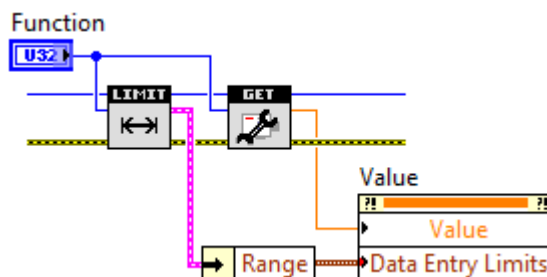 Function
U32
LIMIT
GET
Value
?! ?!
Value
Range
Data Entry Limits